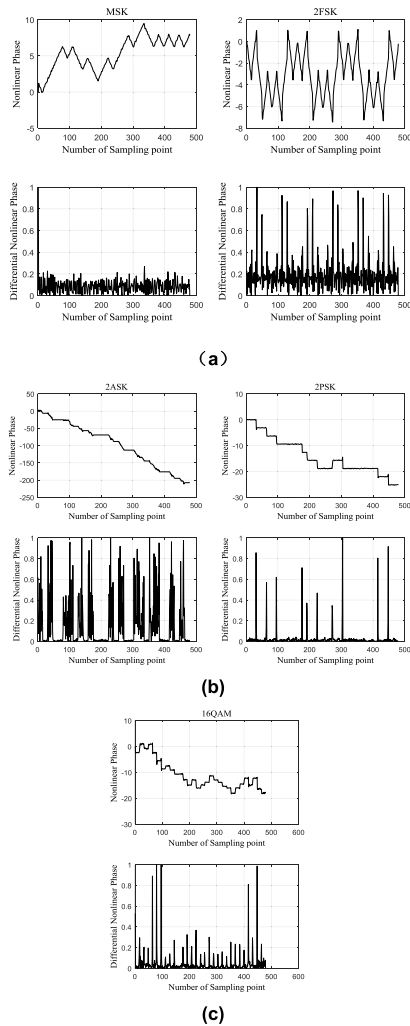 MSK
10
5
0
-5
0 100 200 300 400 500
Nonlinear Phase
Number of Sampling point
2FSK
2
0
-2
-4
-6
-8
0 100 200 300 400 500
Nonlinear Phase
Number of Sampling point
1
0.8
0.6
0.4
0.2
0
0 100 200 300 400 500
Differential Nonlinear Phase
Number of Sampling point
1
0.8
0.6
0.4
0.2
0
0 100 200 300 400 500
Differential Nonlinear Phase
Number of Sampling point
（a）
2ASK
50
0
-50
-100
-150
-200
-250
0 100 200 300 400 500
Nonlinear Phase
Number of Sampling point
2PSK
10
0
-10
-20
-30
0 100 200 300 400 500
Nonlinear Phase
Number of Sampling point
1
0.8
0.6
0.4
0.2
0
0 100 200 300 400 500
Differential Nonlinear Phase
Number of Sampling point
1
0.8
0.6
0.4
0.2
0
0 100 200 300 400 500
Differential Nonlinear Phase
Number of Sampling point
(b)
16QAM
10
0
-10
-20
-30
0 100 200 300 400 500 600
Nonlinear Phase
Number of Sampling point
1
0.8
0.6
0.4
0.2
0
0 100 200 300 400 500 600
Differential Nonlinear Phase
Number of Sampling point
(c)